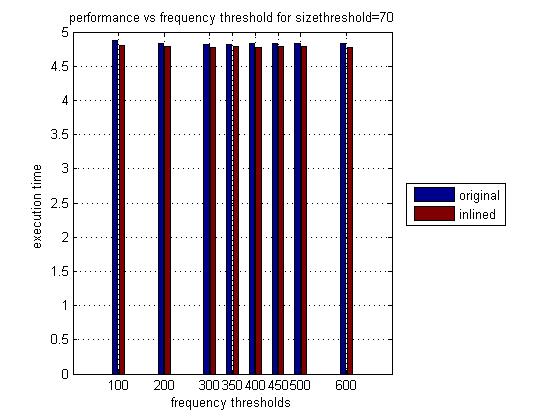 performance vs frequency threshold for sizethreshold=70
5
4.5
4
3.5
3
2.5
2
1.5
1
0.5
0
execution time
100 200 300 350 400 450 500 600
frequency thresholds
original
inlined